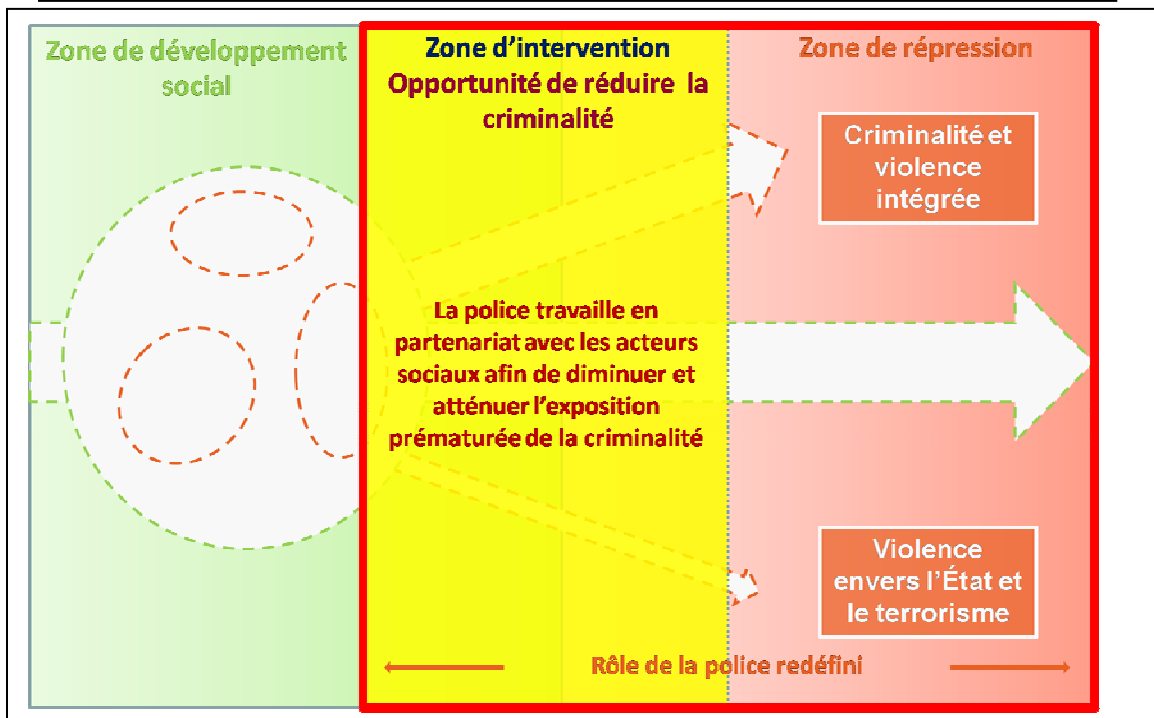 Zone de développement
social
Zone d’intervention
Opportunité de réduire la
criminalité
Zone de répression
Criminalité et
violence
intégrée
La police travaille en
partenariat avec les acteurs
sociaux afin de diminuer et
atténuer l’exposition
prématurée de la criminalité
Violence
envers l’État et
le terrorisme
Rôle de la police redéfini